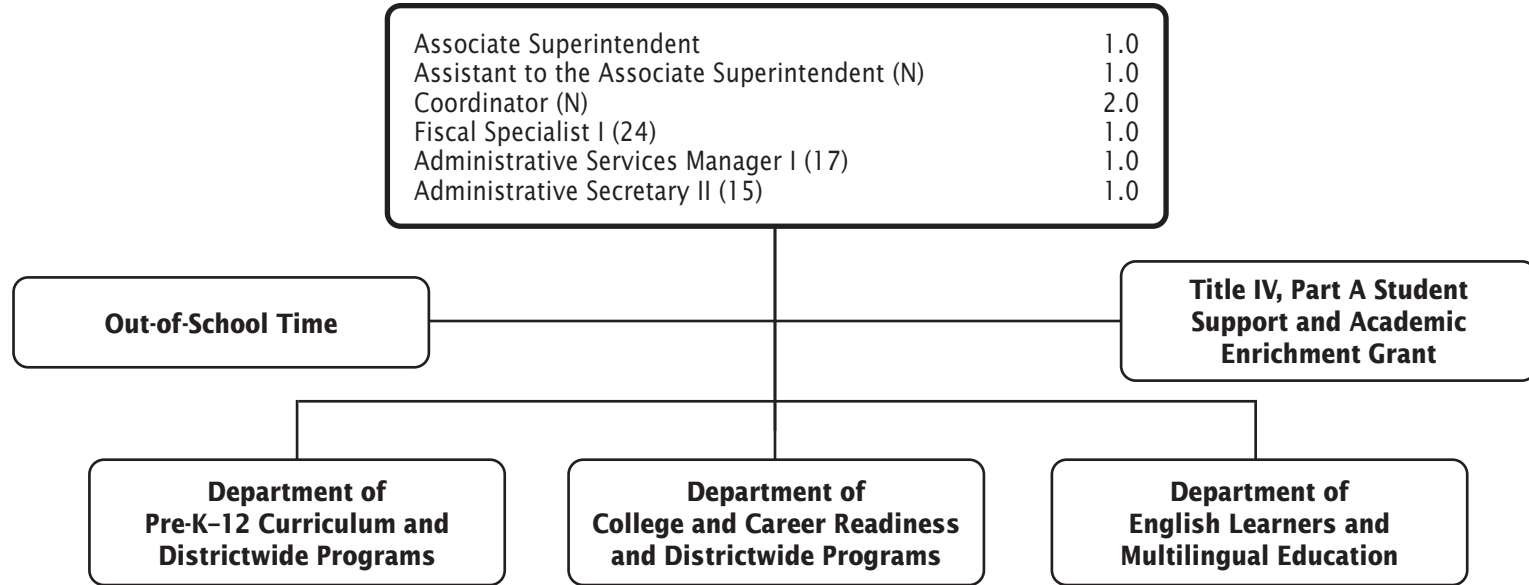 Associate Superintendent 1.0
Assistant to the Associate Superintendent (N) 1.0
Coordinator (N) 2.0
Fiscal Specialist I (24) 1.0
Administrative Services Manager I (17) 1.0
Administrative Secretary II (15) 1.0
Out-of-School Time
Title IV, Part A Student
Support and Academic
Enrichment Grant
Department of
Pre-K–12 Curriculum and
Districtwide Programs
Department of
College and Career Readiness
and Districtwide Programs
Department of
English Learners and
Multilingual Education